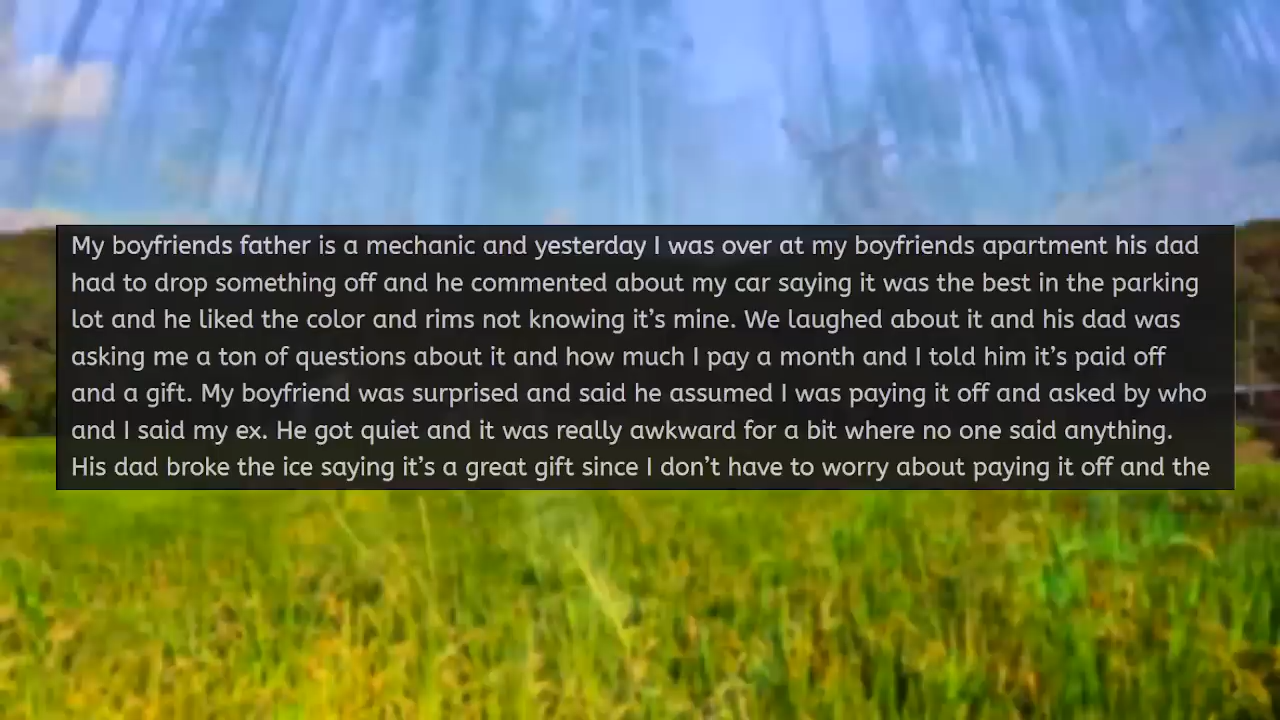 My boyfriends father is a mechanic and yesterday I was over at my boyfriends apartment his dad
had to drop something off and he commented about my car saying it was the best in the parking
lot and he liked the color and rims not knowing it’s mine. We laughed about it and his dad was
asking me a ton of questions about it and how much I pay a month and I told him it’s paid off
and a gift. My boyfriend was surprised and said he assumed I was paying it off and asked by who
and I said my ex. He got quiet and it was really awkward for a bit where no one said anything.
His dad broke the ice saying it’s a great gift since I don’t have to worry about paying it off and the